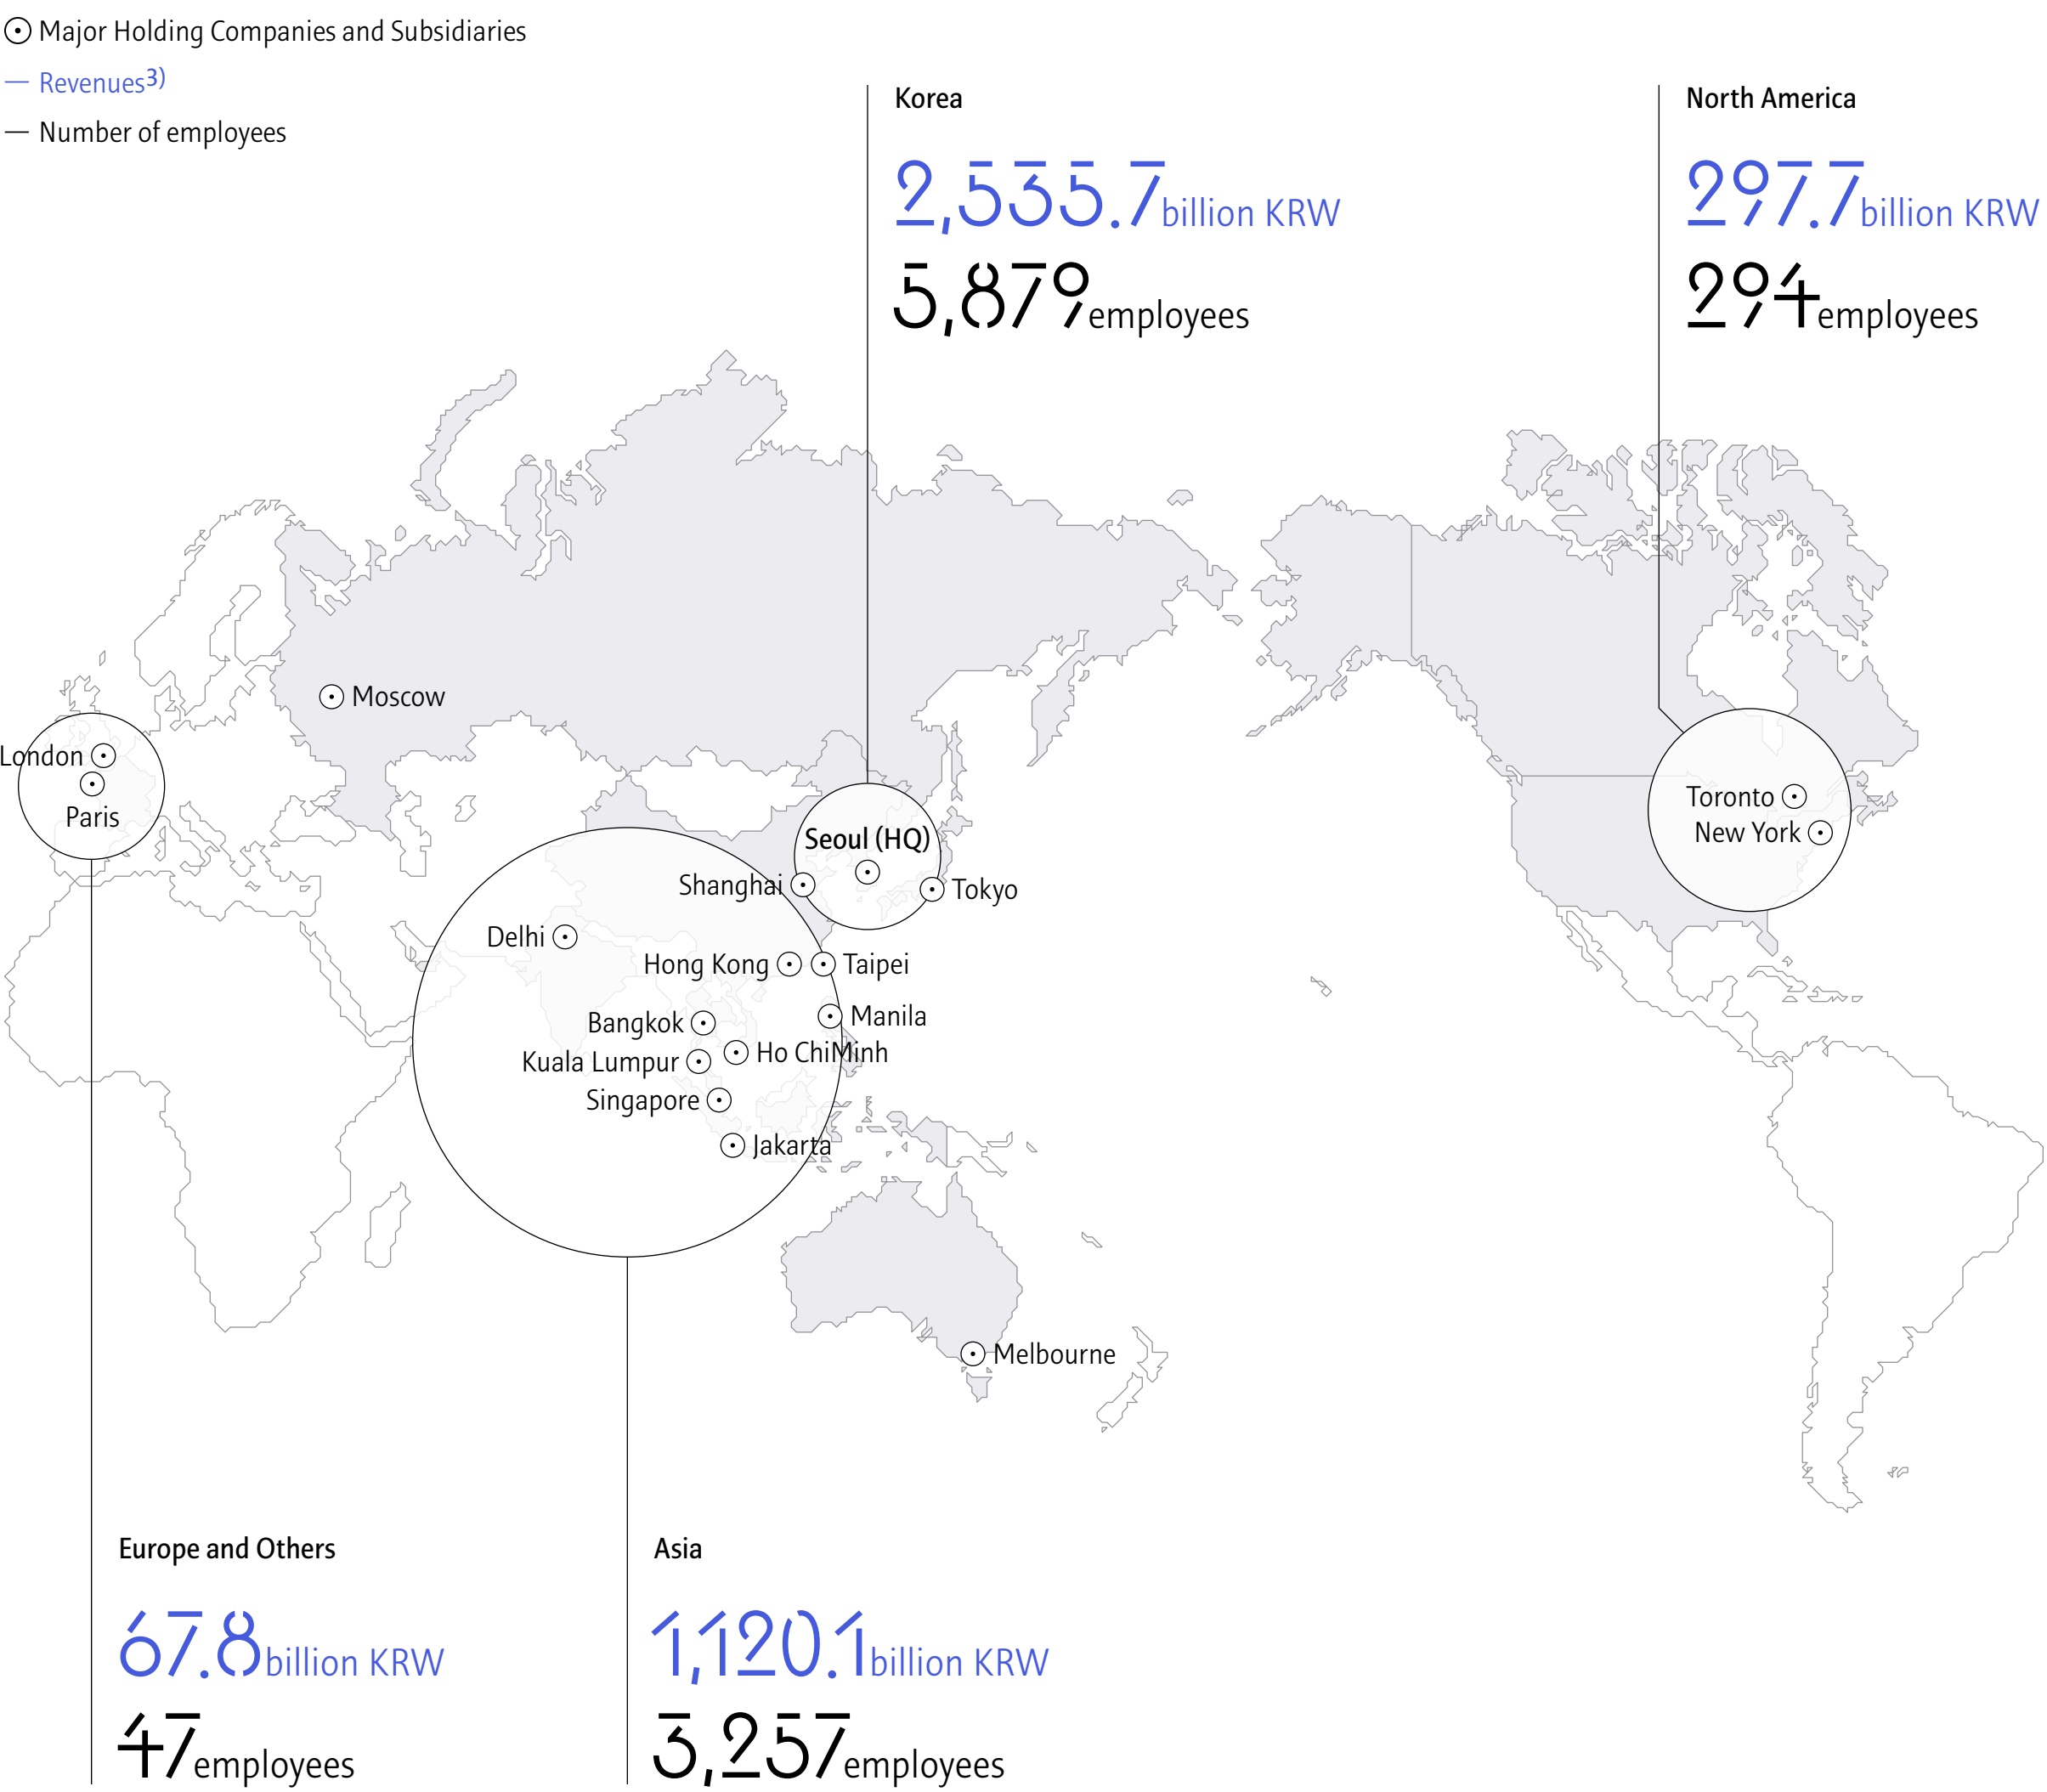 Major Holding Companies and Subsidiaries
— Revenues3)
— Number of employees
Korea
2,535.7billion KRW
5,879employees
North America
297.7billion KRW
294employees
Moscow
London
Paris
Toronto
New York
Seoul (HQ)
Shanghai
Tokyo
Delhi
Hong Kong
Taipei
Manila
Bangkok
Ho ChiMinh
Kuala Lumpur
Singapore
Jakarta
Melbourne
Europe and Others
67.8billion KRW
47employees
Asia
1,120.1billion KRW
3,257employees